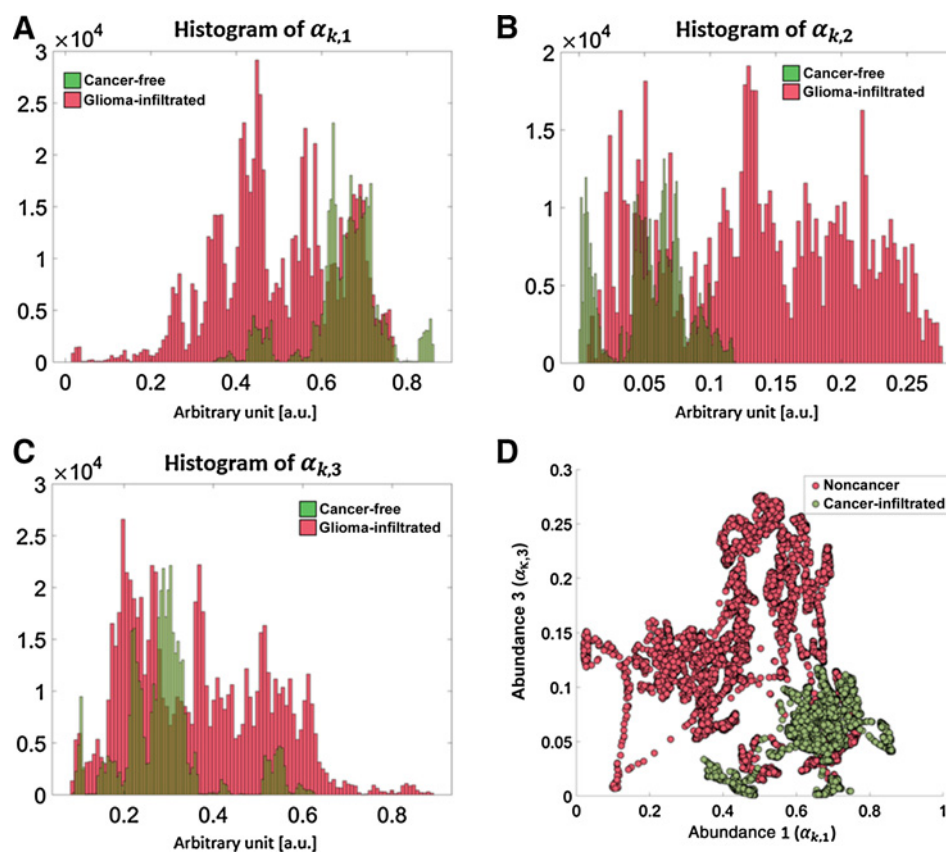 A
Histogram of αk,1
×10⁴
3
2.5
2
1.5
1
0.5
0
Cancer-free
Glioma-infiltrated
0 0.2 0.4 0.6 0.8
Arbitrary unit [a.u.]
B
Histogram of αk,2
×10⁴
2
1.5
1
0.5
0
Cancer-free
Glioma-infiltrated
0 0.05 0.1 0.15 0.2 0.25
Arbitrary unit [a.u.]
C
Histogram of αk,3
×10⁴
3
2.5
2
1.5
1
0.5
0
Cancer-free
Glioma-infiltrated
0.2 0.4 0.6 0.8
Arbitrary unit [a.u.]
D
0.3
0.25
0.2
0.15
0.1
0.05
0
Abundance 3 (ακ,3)
Noncancer
Cancer-infiltrated
0 0.2 0.4 0.6 0.8 1
Abundance 1 (αk,1)